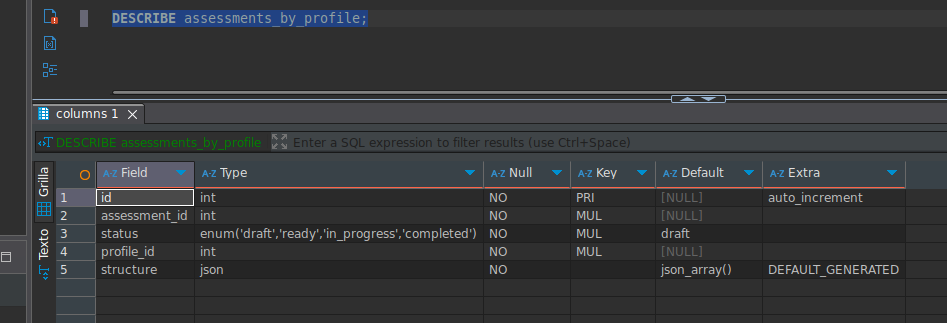 DESCRIBE assessments_by_profile;
columns 1
DESCRIBE assessments_by_profile Enter a SQL expression to filter results (use Ctrl+Space)
Grilla
Texto
A-Z Field A-Z Type A-Z Null A-Z Key A-Z Default A-Z Extra
1 id int NO PRI [NULL] auto_increment
2 assessment_id int NO MUL [NULL]
3 status enum('draft','ready','in_progress','completed') NO MUL draft
4 profile_id int NO MUL [NULL]
5 structure json NO json_array() DEFAULT_GENERATED